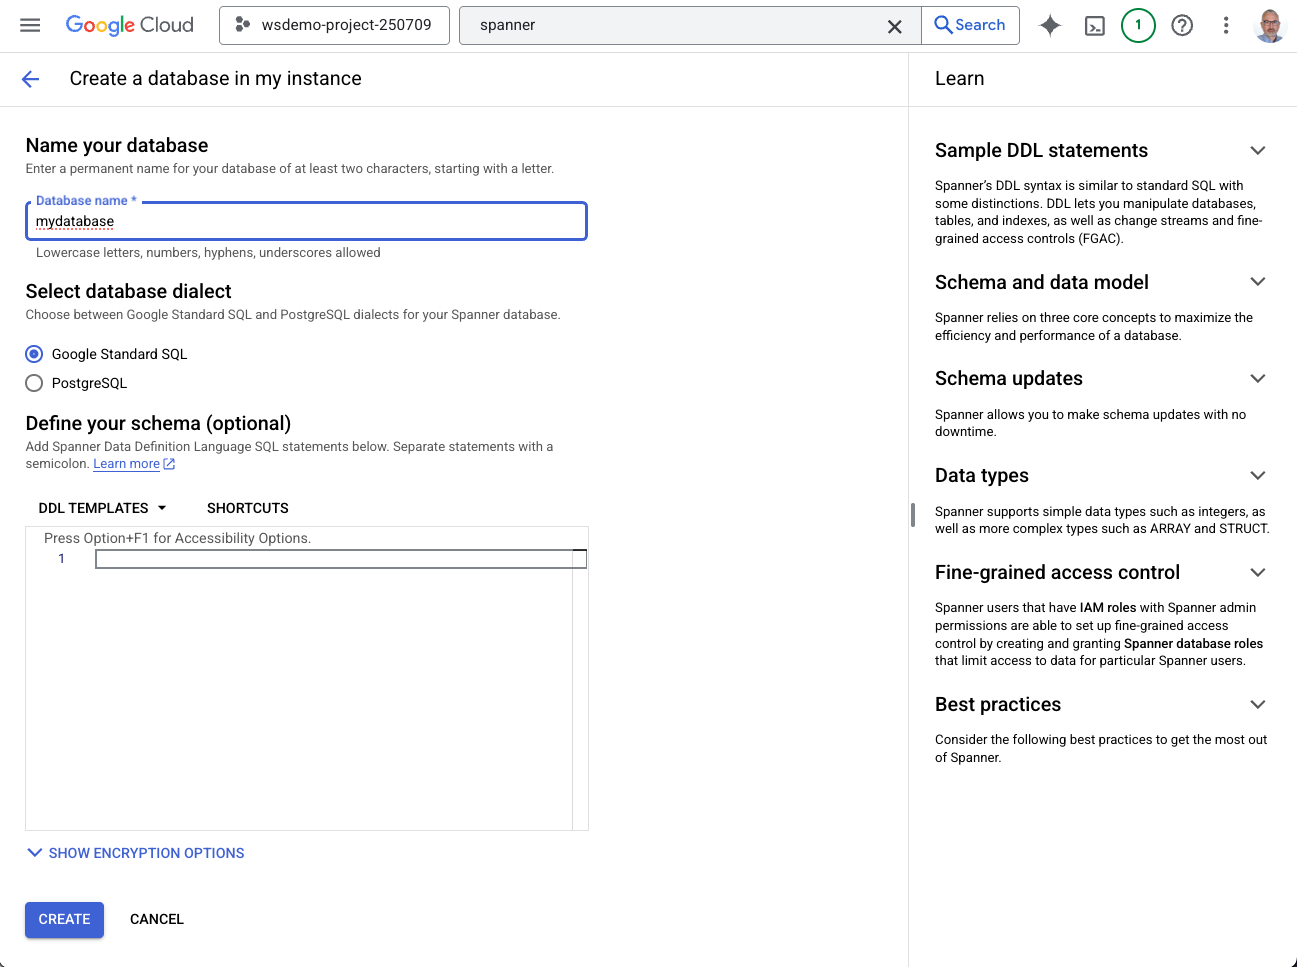 Google Cloud
wsdemo-project-250709
spanner
Search
1
Create a database in my instance
Learn
Name your database
Enter a permanent name for your database of at least two characters, starting with a letter.
Database name *
mydatabase
Lowercase letters, numbers, hyphens, underscores allowed
Select database dialect
Choose between Google Standard SQL and PostgreSQL dialects for your Spanner database.
Google Standard SQL
PostgreSQL
Define your schema (optional)
Add Spanner Data Definition Language SQL statements below. Separate statements with a
semicolon. Learn more
DDL TEMPLATES
SHORTCUTS
Press Option+F1 for Accessibility Options.
1
SHOW ENCRYPTION OPTIONS
CREATE
CANCEL
Sample DDL statements
Spanner's DDL syntax is similar to standard SQL with
some distinctions. DDL lets you manipulate databases,
tables, and indexes, as well as change streams and fine-
grained access controls (FGAC).
Schema and data model
Spanner relies on three core concepts to maximize the
efficiency and performance of a database.
Schema updates
Spanner allows you to make schema updates with no
downtime.
Data types
Spanner supports simple data types such as integers, as
well as more complex types such as ARRAY and STRUCT.
Fine-grained access control
Spanner users that have IAM roles with Spanner admin
permissions are able to set up fine-grained access
control by creating and granting Spanner database roles
that limit access to data for particular Spanner users.
Best practices
Consider the following best practices to get the most out
of Spanner.